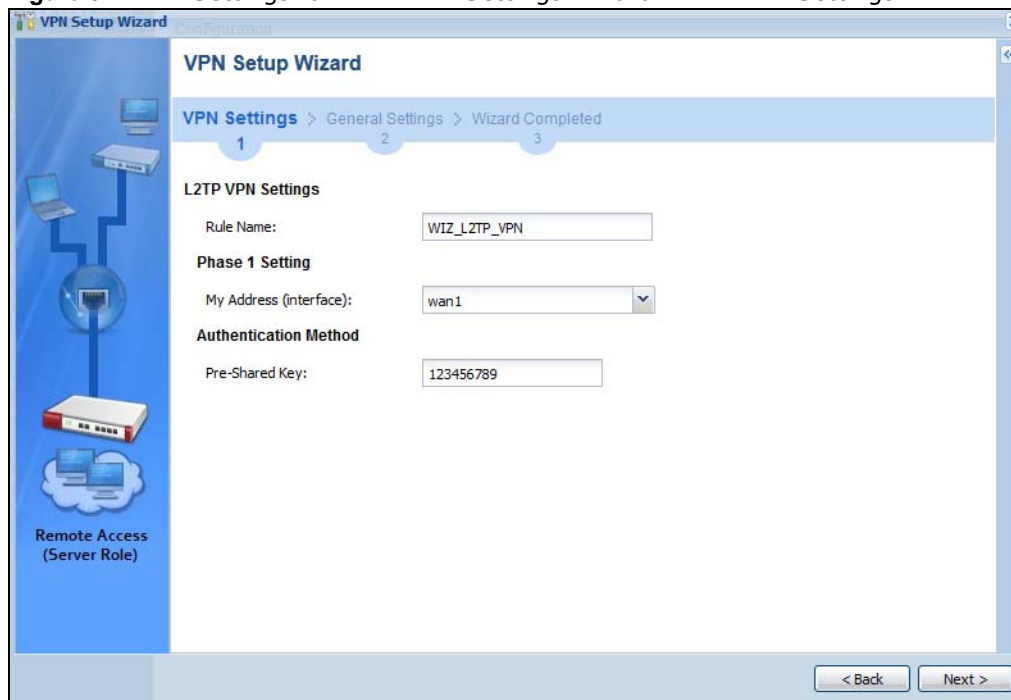 VPN Setup Wizard
Configuration
VPN Setup Wizard
VPN Settings > General Settings > Wizard Completed
1 2 3
L2TP VPN Settings
Rule Name: WIZ_L2TP_VPN
Phase 1 Setting
My Address (interface): wan1
Authentication Method
Pre-Shared Key: 123456789
Remote Access
(Server Role)
< Back Next >